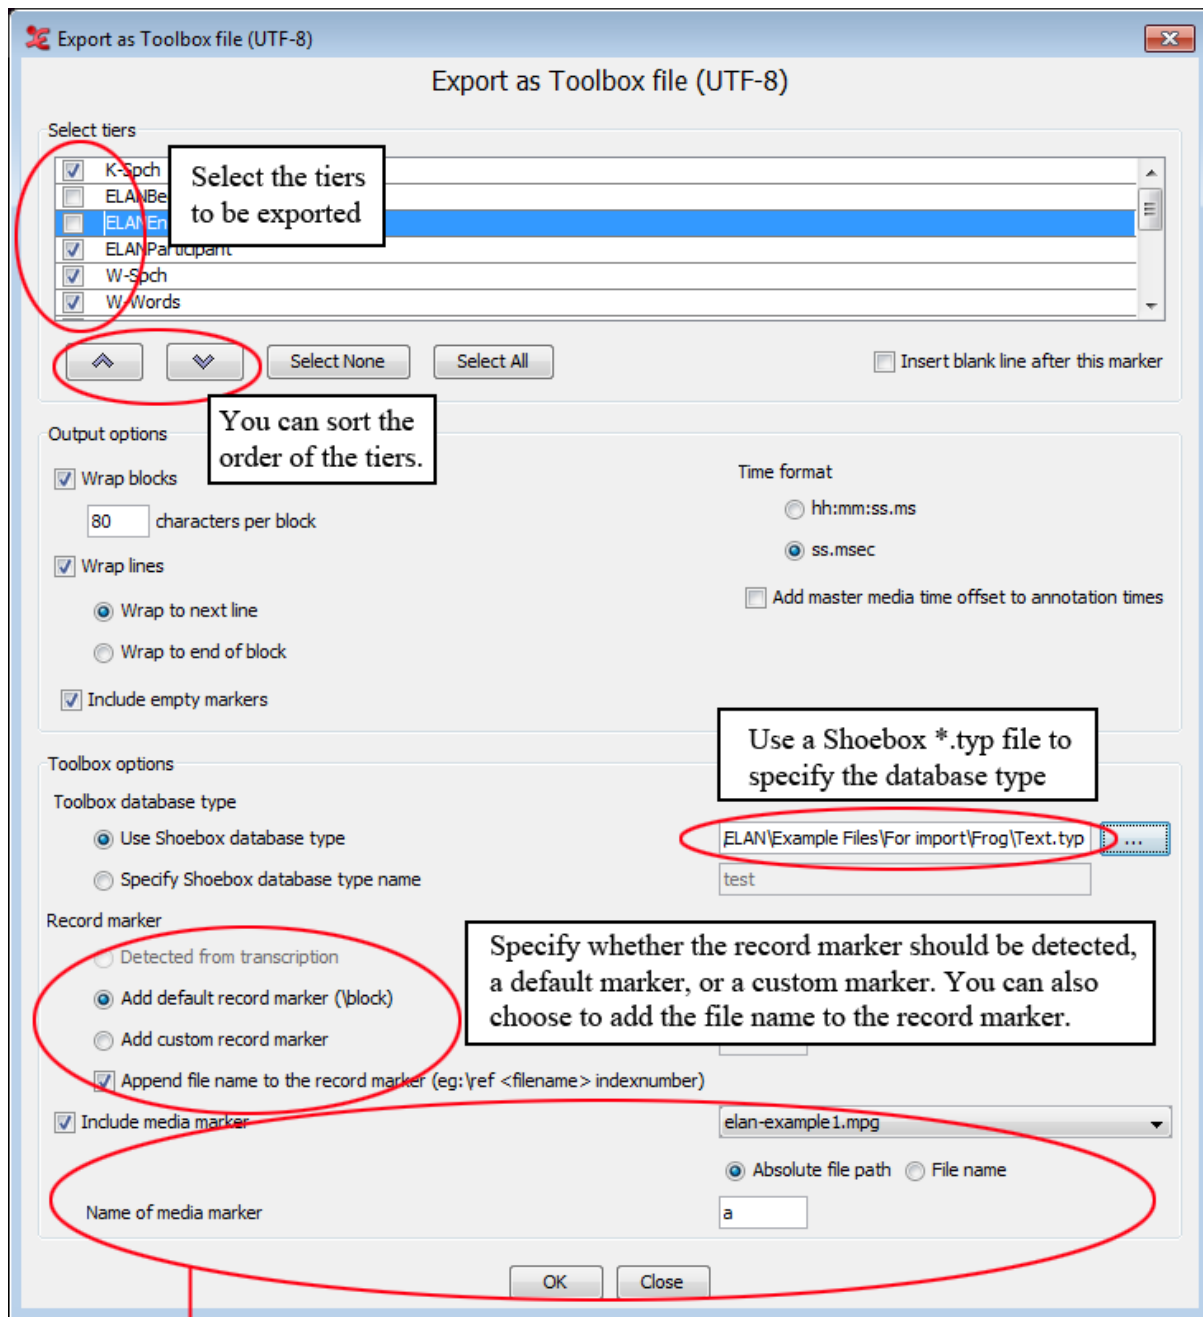 Export as Toolbox file (UTF-8)
Export as Toolbox file (UTF-8)
Select tiers
K-Spch
ELANBe
ELANEn
ELANParticipant
W-Spch
W-Words
Select the tiers
to be exported
Select None
Select All
Insert blank line after this marker
You can sort the
order of the tiers.
Output options
Wrap blocks
80 characters per block
Wrap lines
Wrap to next line
Wrap to end of block
Include empty markers
Time format
hh:mm:ss.ms
ss.msec
Add master media time offset to annotation times
Use a Shoebox *.typ file to
specify the database type
Toolbox options
Toolbox database type
Use Shoebox database type
ELAN\Example Files\For import\Frog\Text.typ
...
Specify Shoebox database type name
test
Record marker
Detected from transcription
Add default record marker (\block)
Add custom record marker
Specify whether the record marker should be detected,
a default marker, or a custom marker. You can also
choose to add the file name to the record marker.
Append file name to the record marker (eg:\ref <filename> indexnumber)
Include media marker
elan-example1.mpg
Absolute file path
File name
Name of media marker
a
OK
Close